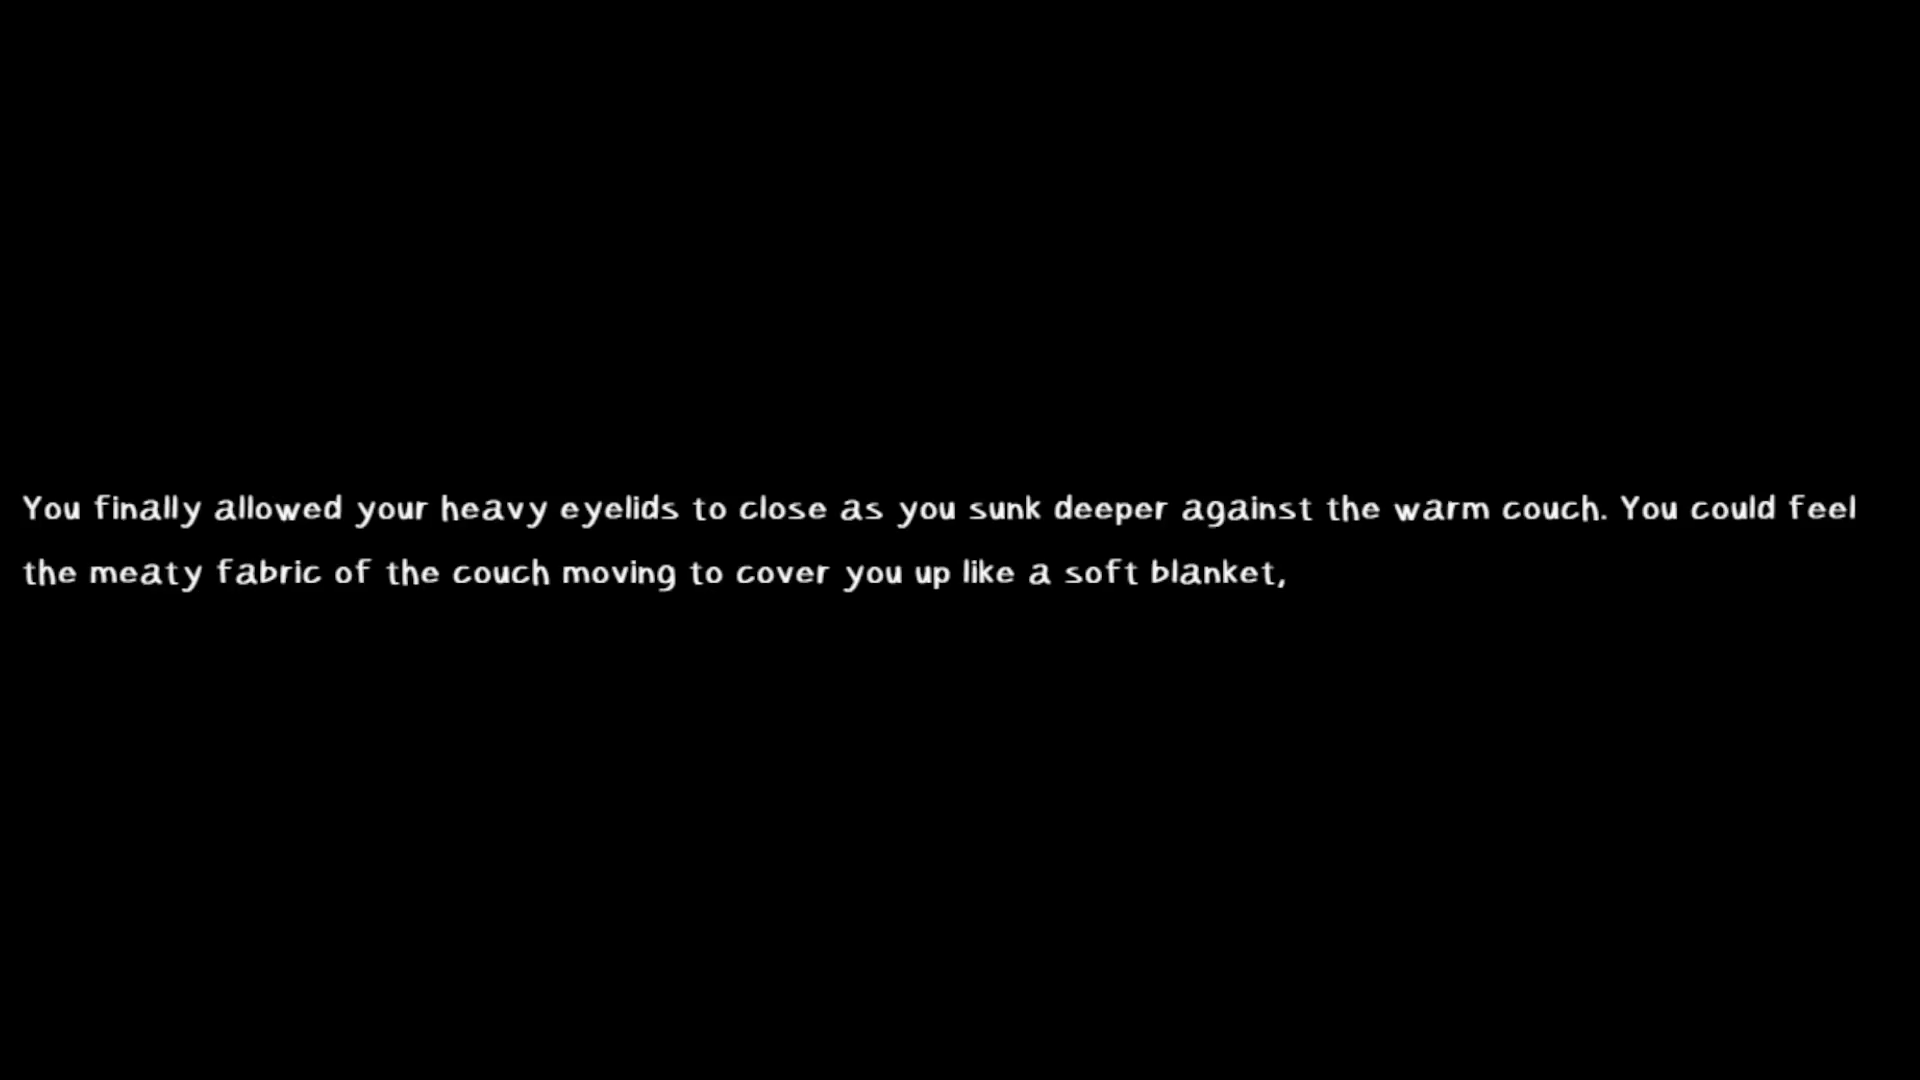 You finally allowed your heavy eyelids to close as you sunk deeper against the warm couch. You could feel
the meaty fabric of the couch moving to cover you up like a soft blanket,